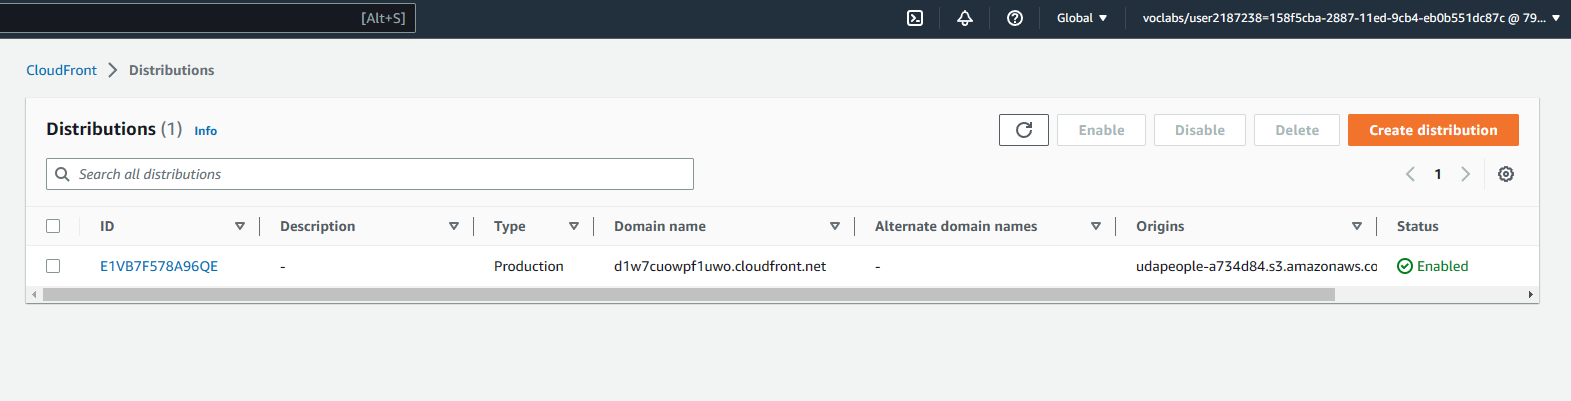 [Alt+S]
Global
voclabs/user2187238=158f5cba-2887-11ed-9cb4-eb0b551dc87c @ 79...
CloudFront
Distributions
Distributions (1)
Info
Enable
Disable
Delete
Create distribution
Search all distributions
1
ID
Description
Type
Domain name
Alternate domain names
Origins
Status
E1VB7F578A96QE
-
Production
d1w7cuowpf1uwo.cloudfront.net
-
udapeople-a734d84.s3.amazonaws.co
Enabled